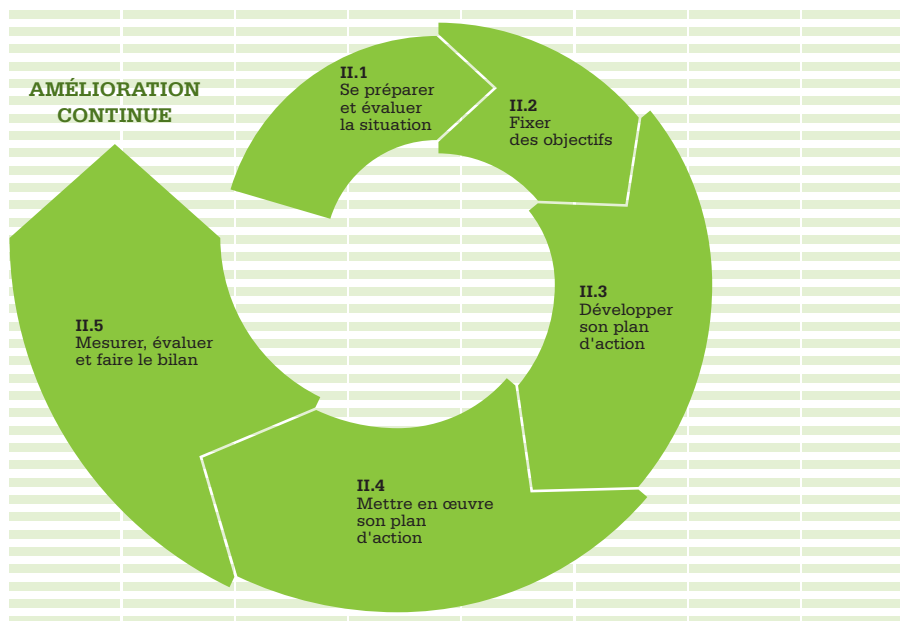 AMÉLIORATION
CONTINUE
II.1
Se préparer
et évaluer
la situation
II.2
Fixer
des objectifs
II.3
Développer
son plan
d'action
II.4
Mettre en œuvre
son plan
d'action
II.5
Mesurer, évaluer
et faire le bilan